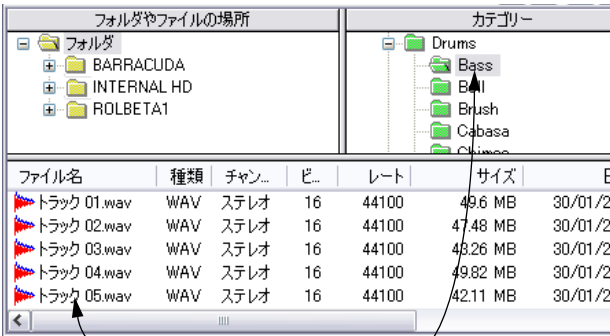 フォルダやファイルの場所
フォルダ
BARRACUDA
INTERNAL HD
ROLBETA1
カテゴリー
Drums
Bass
Bell
Brush
Cabasa
ファイル名 種類 チャン... ビ... レート サイズ
トラック 01.wav WAV ステレオ 16 44100 49.6 MB 30/01/2
トラック 02.wav WAV ステレオ 16 44100 47.48 MB 30/01/2
トラック 03.wav WAV ステレオ 16 44100 43.26 MB 30/01/2
トラック 04.wav WAV ステレオ 16 44100 49.82 MB 30/01/2
トラック 05.wav WAV ステレオ 16 44100 42.11 MB 30/01/2